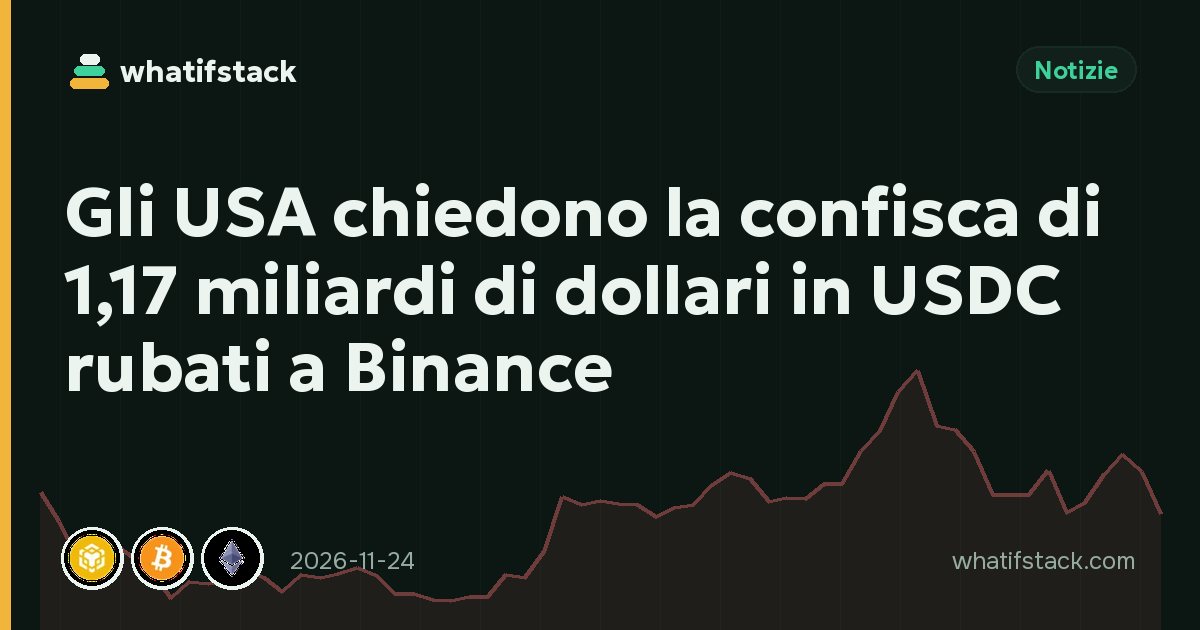 whatifstack
Notizie
Gli USA chiedono la confisca di
1,17 miliardi di dollari in USDC
rubati a Binance
2026-11-24
whatifstack.com